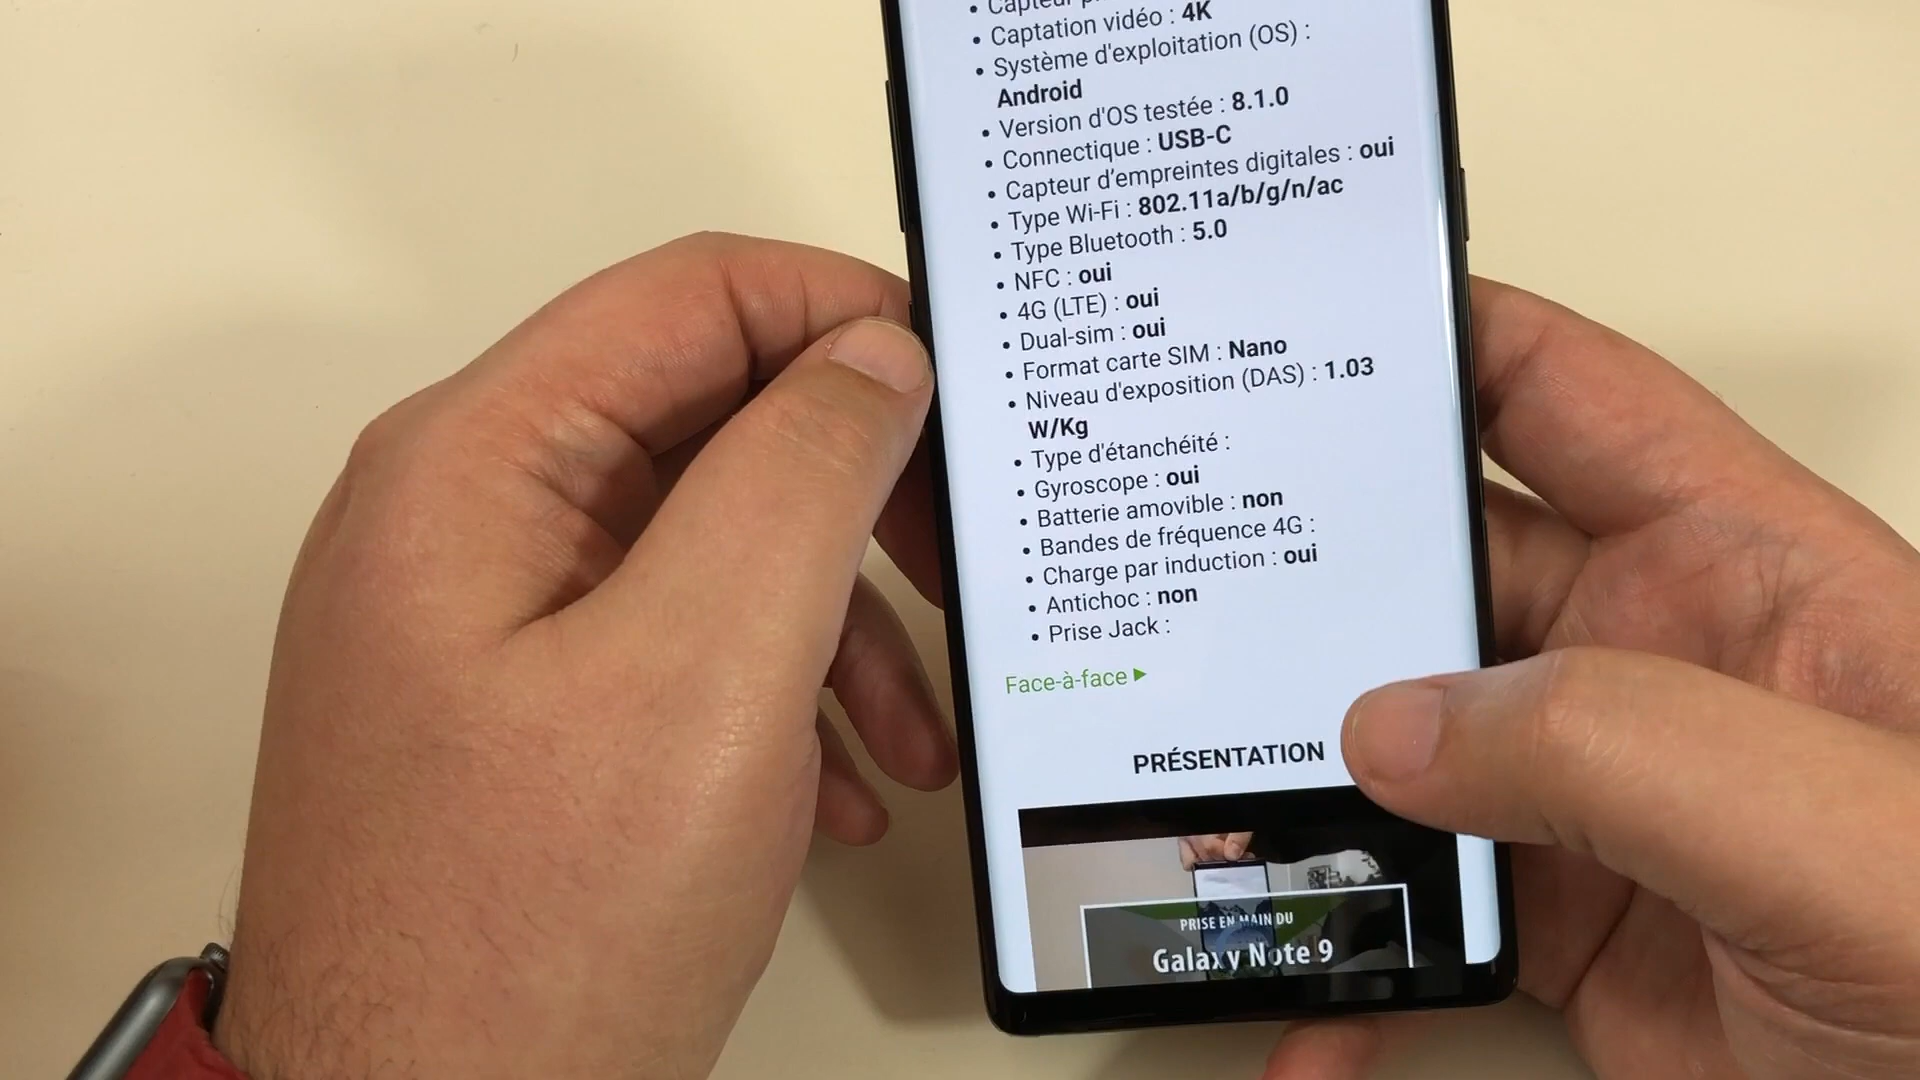 Captation vidéo : 4K
Système d'exploitation (OS) :
Android
Version d'OS testée : 8.1.0
Connectique : USB-C
Capteur d’empreintes digitales : oui
Type Wi-Fi : 802.11a/b/g/n/ac
Type Bluetooth : 5.0
NFC : oui
4G (LTE) : oui
Dual-sim : oui
Format carte SIM : Nano
Niveau d'exposition (DAS) : 1.03
W/Kg
Type d'étanchéité :
Gyroscope : oui
Batterie amovible : non
Bandes de fréquence 4G :
Charge par induction : oui
Antichoc : non
Prise Jack :
Face-à-face
PRÉSENTATION
PRISE EN MAIN DU
Galaxy Note 9